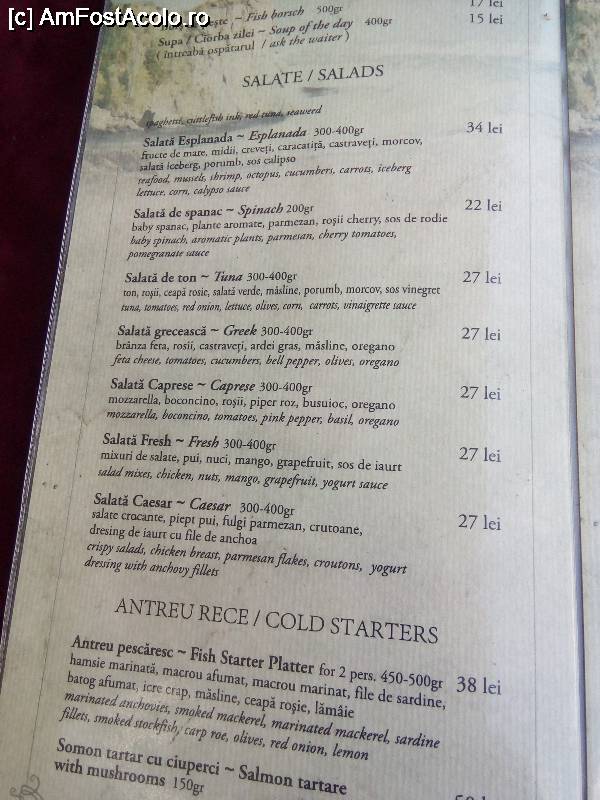 [c] AmFostAcolo.ro
17 lei
~ Fish borsch 500gr
Supa / Ciorba zilei ~ Soup of the day 400gr
15 lei
( întreabă ospătarul / ask the waiter )
SALATE / SALADS
spaghetti, cuttlefish ink, red tuna, seaweed
Salată Esplanada ~ Esplanada 300-400gr
34 lei
fructe de mare, midii, creveți, caracatiță, castraveți, morcov,
salată iceberg, porumb, sos calipso
seafood, mussels, shrimp, octopus, cucumbers, carrots, iceberg
lettuce, corn, calypso sauce
Salată de spanac ~ Spinach 200gr
22 lei
baby spanac, plante aromate, parmezan, roșii cherry, sos de rodie
baby spinach, aromatic plants, parmesan, cherry tomatoes,
pomegranate sauce
Salată de ton ~ Tuna 300-400gr
27 lei
ton, roșii, ceapă rosie, salată verde, măsline, porumb, morcov, sos vinegret
tuna, tomatoes, red onion, lettuce, olives, corn, carrots, vinaigrette sauce
Salată grecească ~ Greek 300-400gr
27 lei
brânza feta, rosii, castraveți, ardei gras, măsline, oregano
feta cheese, tomatoes, cucumbers, bell pepper, olives, oregano
Salată Caprese ~ Caprese 300-400gr
27 lei
mozzarella, boconcino, roșii, piper roz, busuioc, oregano
mozzarella, boconcino, tomatoes, pink pepper, basil, oregano
Salată Fresh ~ Fresh 300-400gr
27 lei
mixuri de salate, pui, nuci, mango, grapefruit, sos de iaurt
salad mixes, chicken, nuts, mango, grapefruit, yogurt sauce
Salată Caesar ~ Caesar 300-400gr
27 lei
salate crocante, piept pui, fulgi parmezan, crutoane,
dresing de iaurt cu file de anchoa
crispy salads, chicken breast, parmesan flakes, croutons, yogurt
dressing with anchovy fillets
ANTREU RECE / COLD STARTERS
Antreu pescăresc ~ Fish Starter Platter for 2 pers. 450-500gr
38 lei
hamsie marinată, macrou afumat, macrou marinat, file de sardine,
batog afumat, icre crap, măsline, ceapă roșie, lămâie
marinated anchovies, smoked mackerel, marinated mackerel, sardine
fillets, smoked stockfish, carp roe, olives, red onion, lemon
Somon tartar cu ciuperci ~ Salmon tartare
with mushrooms 150gr